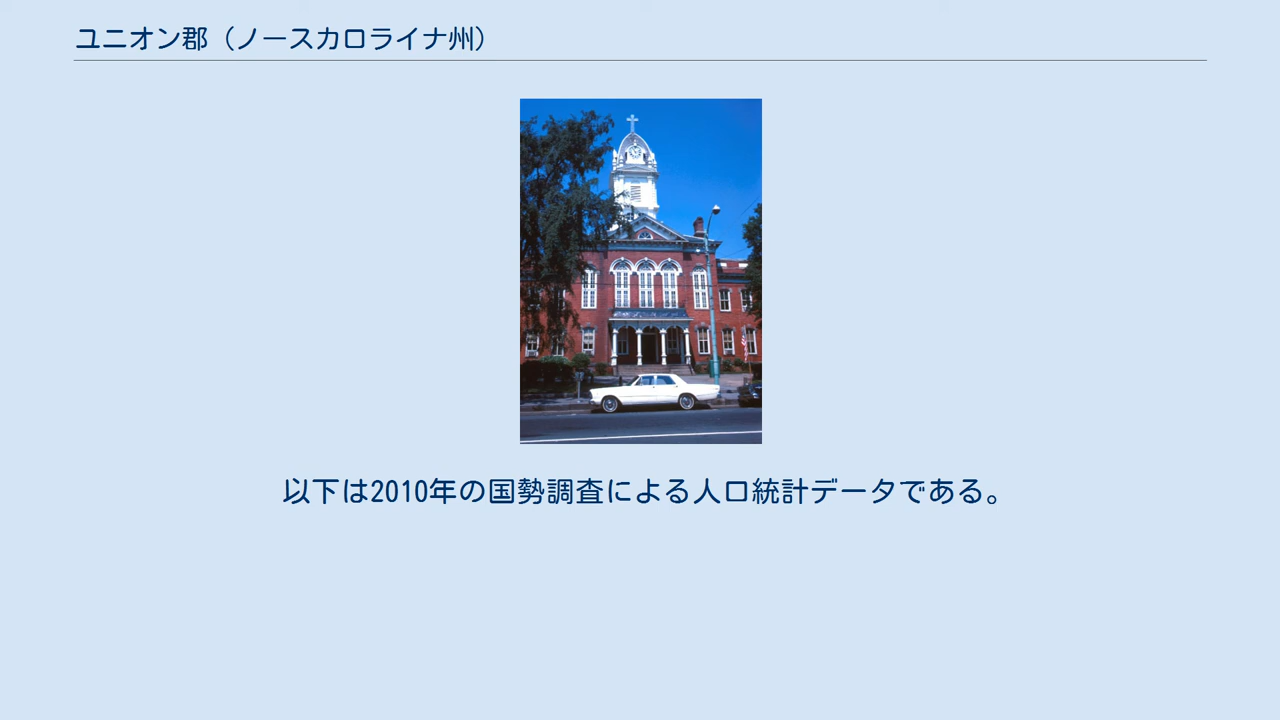 ユニオン郡（ノースカロライナ州）
以下は2010年の国勢調査による人口統計データである。